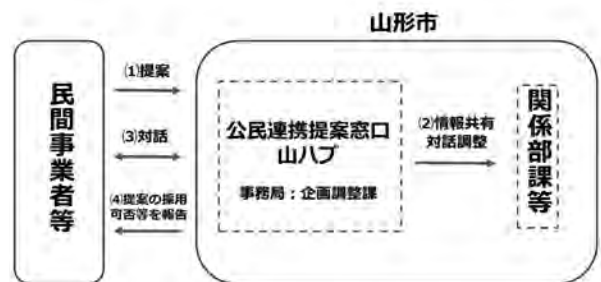 山形市
民間事業者等
⑴提案
⑶対話
⑷提案の採用
可否等を報告
公民連携提案窓口
山ハブ
事務局：企画調整課
⑵情報共有
対話調整
関係部課等